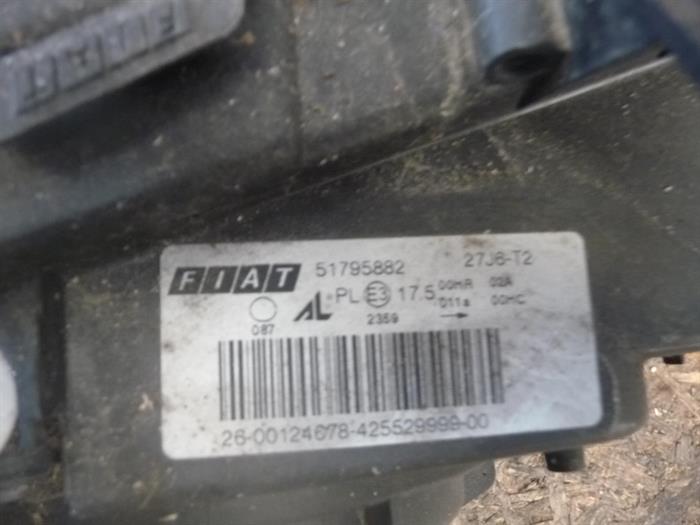 FIAT
FIAT 51795882 27J6-T2
AL PL E3 17.5 00HR 02A
011a → 00HC
087 2359
26-00124678-425529999-00